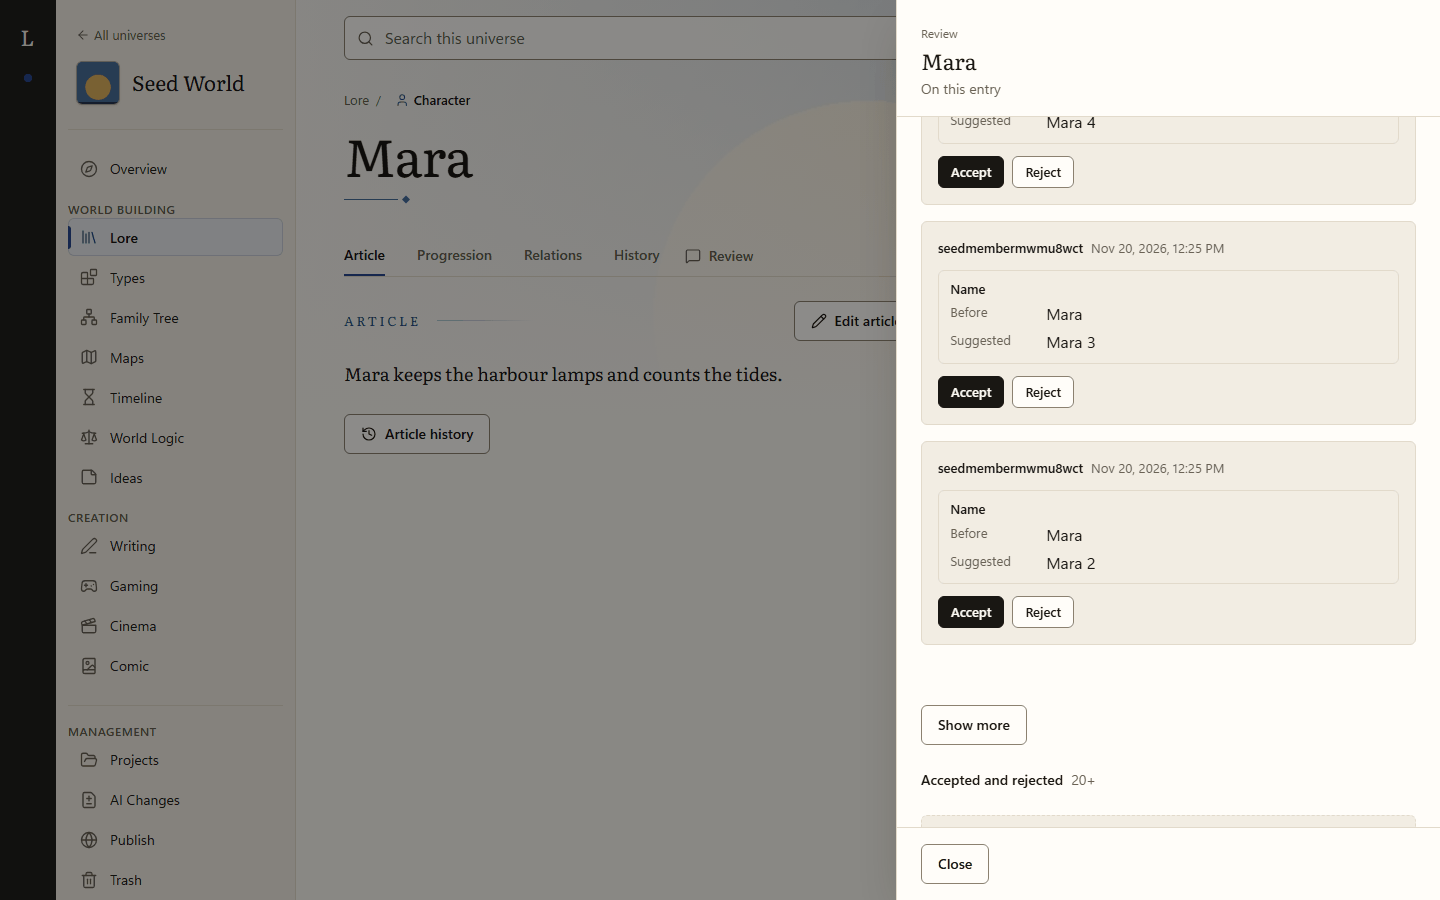 L
All universes
Seed World
Overview
WORLD BUILDING
Lore
Types
Family Tree
Maps
Timeline
World Logic
Ideas
CREATION
Writing
Gaming
Cinema
Comic
MANAGEMENT
Projects
AI Changes
Publish
Trash
Search this universe
Lore / Character
Mara
Article Progression Relations History Review
ARTICLE
Edit article
Mara keeps the harbour lamps and counts the tides.
Article history
Review
Mara
On this entry
Suggested Mara 4
Accept Reject
seedmembermwmu8wct Nov 20, 2026, 12:25 PM
Name
Before Mara
Suggested Mara 3
Accept Reject
seedmembermwmu8wct Nov 20, 2026, 12:25 PM
Name
Before Mara
Suggested Mara 2
Accept Reject
Show more
Accepted and rejected 20+
Close